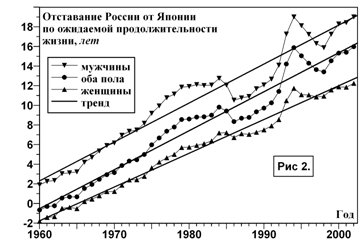 Отставание России от Японии
по ожидаемой продолжительности
жизни, лет
мужчины
оба пола
женщины
тренд
18
16
14
12
10
8
6
4
2
0
-2
Рис 2.
Год
1960
1970
1980
1990
2000